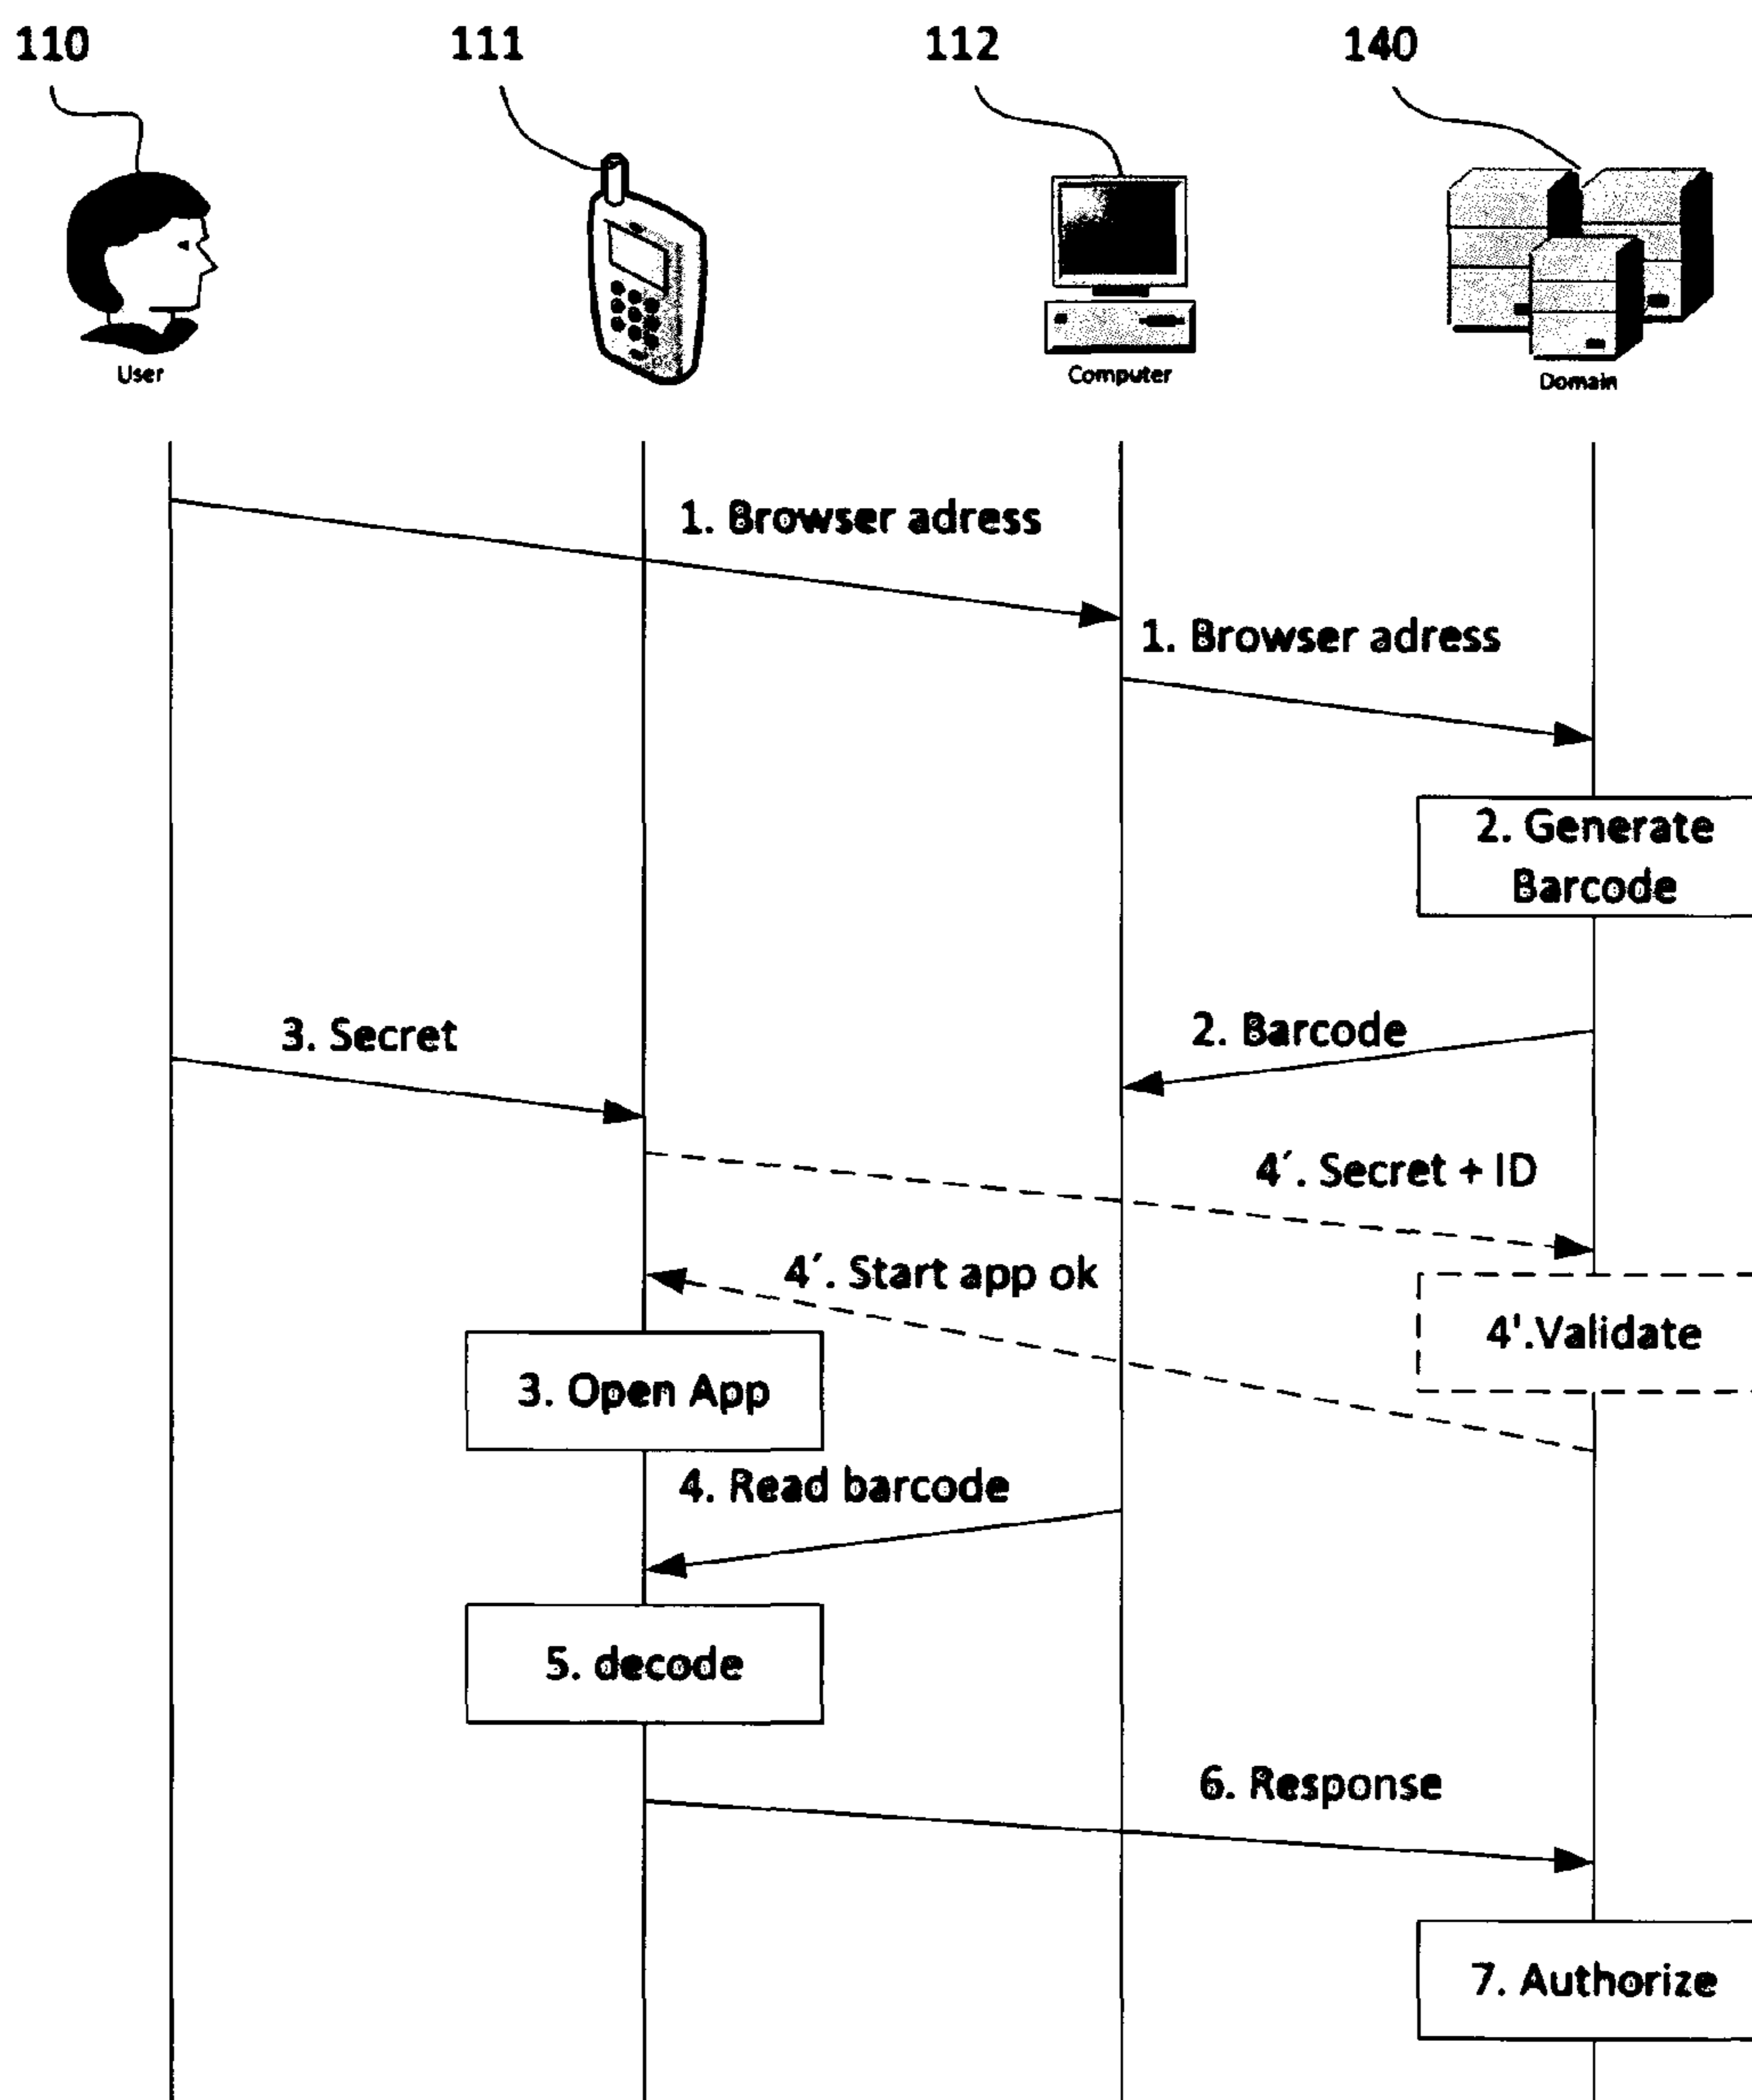 110
111
112
140
User
Computer
Domain
1. Browser adress
1. Browser adress
2. Generate
Barcode
3. Secret
2. Barcode
4´. Secret + ID
4´. Start app ok
4'.Validate
3. Open App
4. Read barcode
5. decode
6. Response
7. Authorize